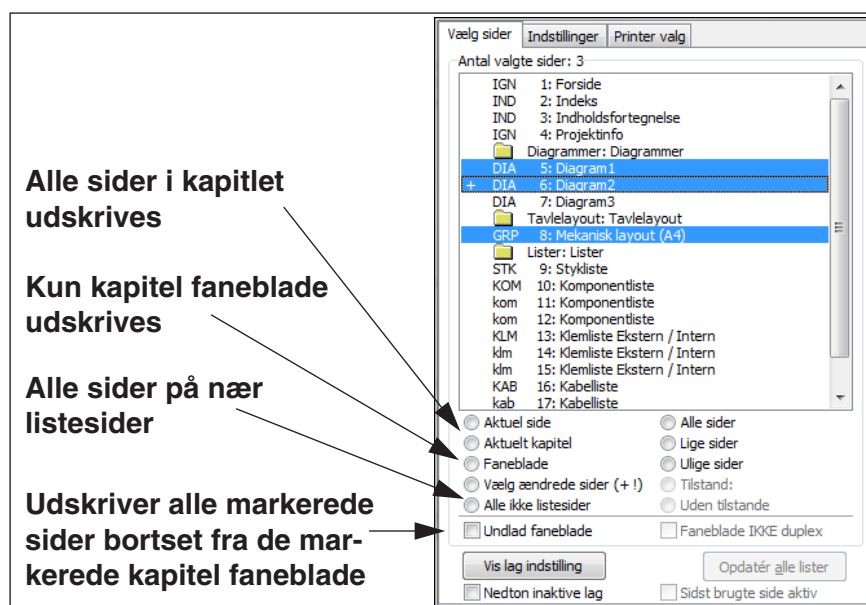 Vælg sider Indstillinger Printer valg
Antal valgte sider: 3
IGN 1: Forside
IND 2: Indeks
IND 3: Indholdsfortegnelse
IGN 4: Projektinfo
Diagrammer: Diagrammer
DIA 5: Diagram1
+ DIA 6: Diagram2
DIA 7: Diagram3
Tavlelayout: Tavlelayout
GRP 8: Mekanisk layout (A4)
Lister: Lister
STK 9: Stykliste
KOM 10: Komponentliste
kom 11: Komponentliste
kom 12: Komponentliste
KLM 13: Klemliste Ekstern / Intern
klm 14: Klemliste Ekstern / Intern
klm 15: Klemliste Ekstern / Intern
KAB 16: Kabelliste
kab 17: Kabelliste
Aktuel side Alle sider
Aktuelt kapitel Lige sider
Faneblade Ulige sider
Vælg ændrede sider (+ !) Tilstand:
Alle ikke listesider Uden tilstande
Undlad faneblade Faneblade IKKE duplex
Vis lag indstilling Opdatér alle lister
Nedton inaktive lag Sidst brugte side aktiv
Alle sider i kapitlet
udskrives
Kun kapitel faneblade
udskrives
Alle sider på nær
listesider
Udskriver alle markerede
sider bortset fra de mar-
kerede kapitel faneblade